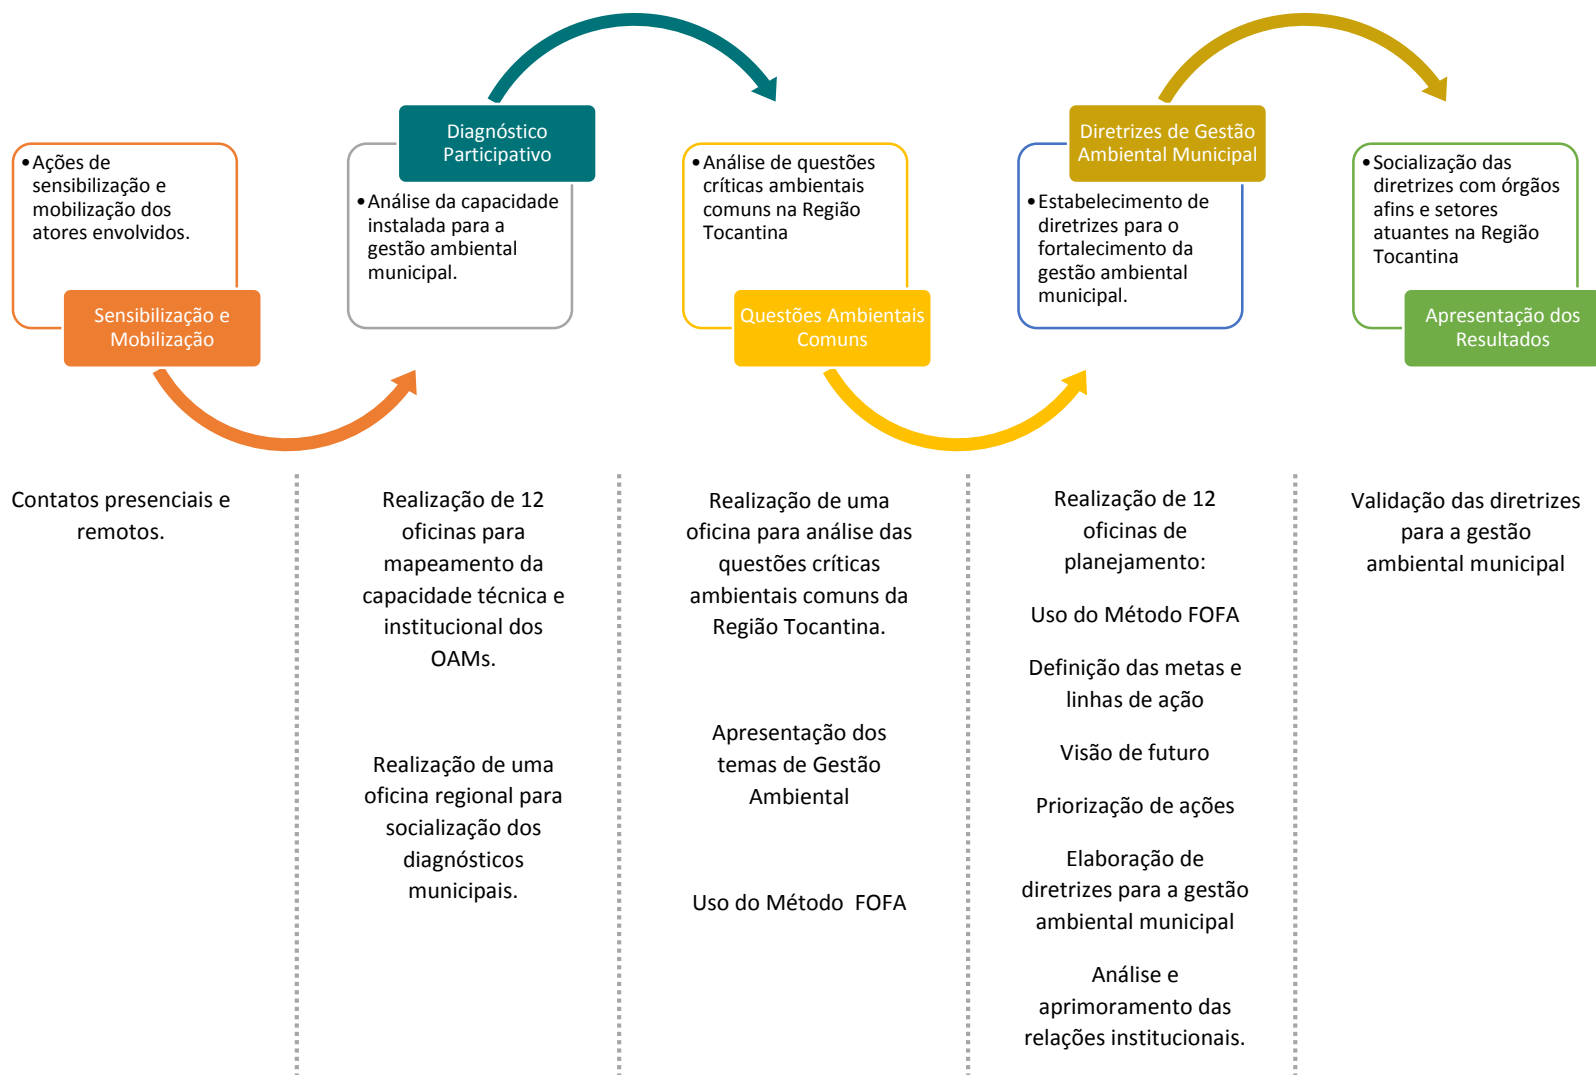 •Ações de
sensibilização e
mobilização dos
atores envolvidos.
Sensibilização e
Mobilização
Diagnóstico
Participativo
•Análise da capacidade
instalada para a
gestão ambiental
municipal.
•Análise de questões
críticas ambientais
comuns na Região
Tocantina
Questões Ambientais
Comuns
Diretrizes de Gestão
Ambiental Municipal
•Estabelecimento de
diretrizes para o
fortalecimento da
gestão ambiental
municipal.
•Socialização das
diretrizes com órgãos
afins e setores
atuantes na Região
Tocantina
Apresentação dos
Resultados
Contatos presenciais e
remotos.
Realização de 12
oficinas para
mapeamento da
capacidade técnica e
institucional dos
OAMs.
Realização de uma
oficina regional para
socialização dos
diagnósticos
municipais.
Realização de uma
oficina para análise das
questões críticas
ambientais comuns da
Região Tocantina.
Apresentação dos
temas de Gestão
Ambiental
Uso do Método  FOFA
Realização de 12
oficinas de
planejamento:
Uso do Método FOFA
Definição das metas e
linhas de ação
Visão de futuro
Priorização de ações
Elaboração de
diretrizes para a gestão
ambiental municipal
Análise e
aprimoramento das
relações institucionais.
Validação das diretrizes
para a gestão
ambiental municipal